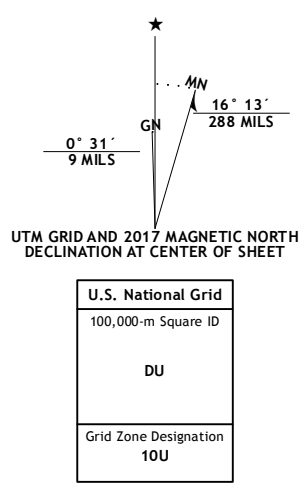 MN
16° 13´
288 MILS
GN
0° 31´
9 MILS
UTM GRID AND 2017 MAGNETIC NORTH
DECLINATION AT CENTER OF SHEET
U.S. National Grid
100,000-m Square ID
DU
Grid Zone Designation
10U